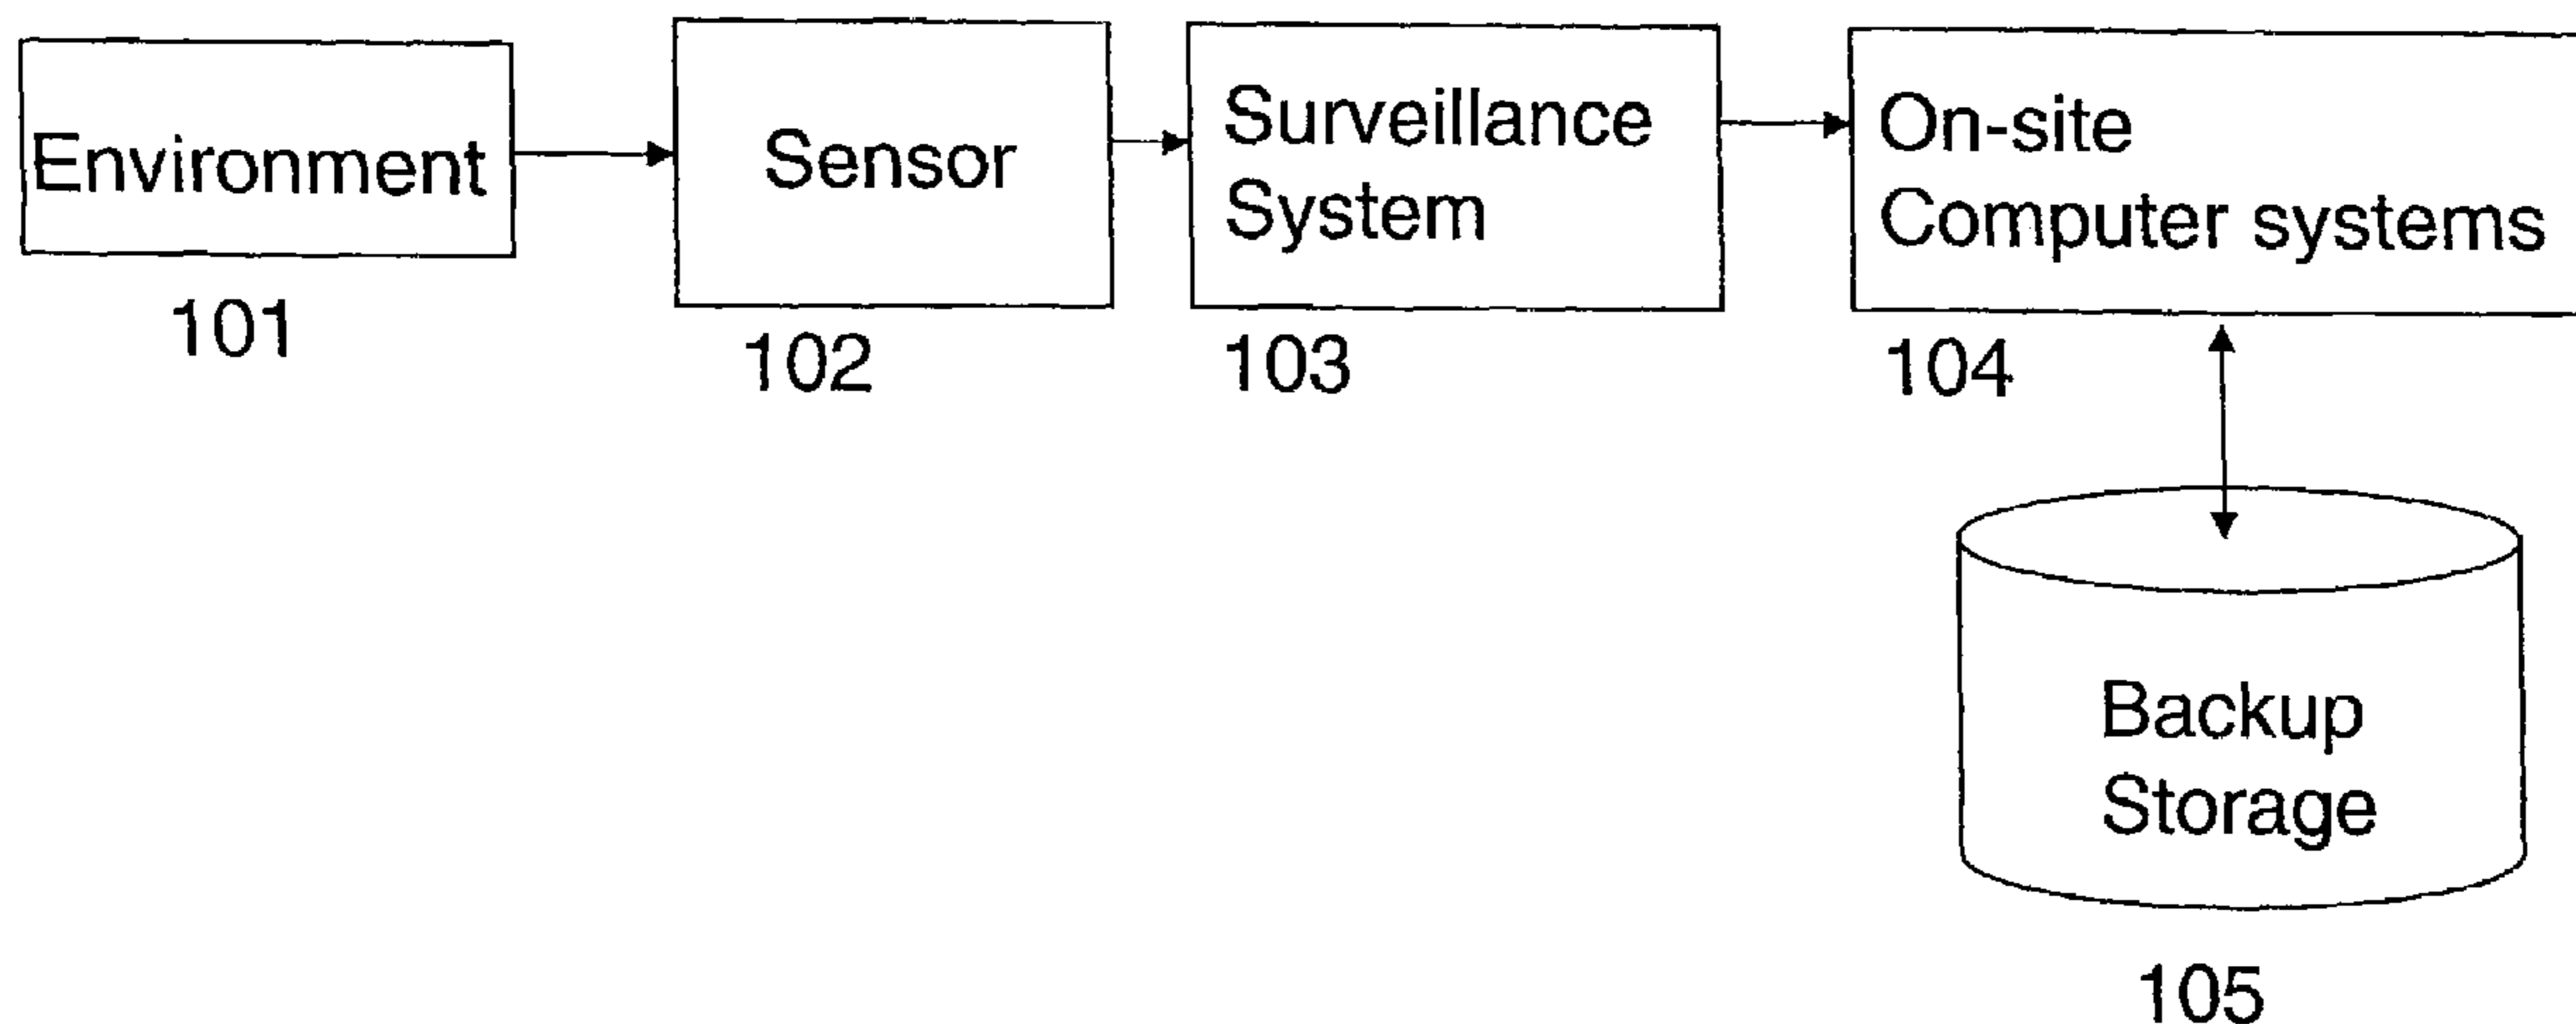 Environment
101
Sensor
102
Surveillance
System
103
On-site
Computer systems
104
Backup
Storage
105